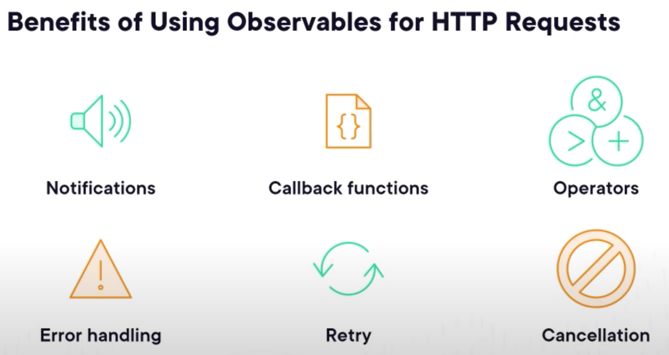 Benefits of Using Observables for HTTP Requests
Notifications
Callback functions
Operators
Error handling
Retry
Cancellation